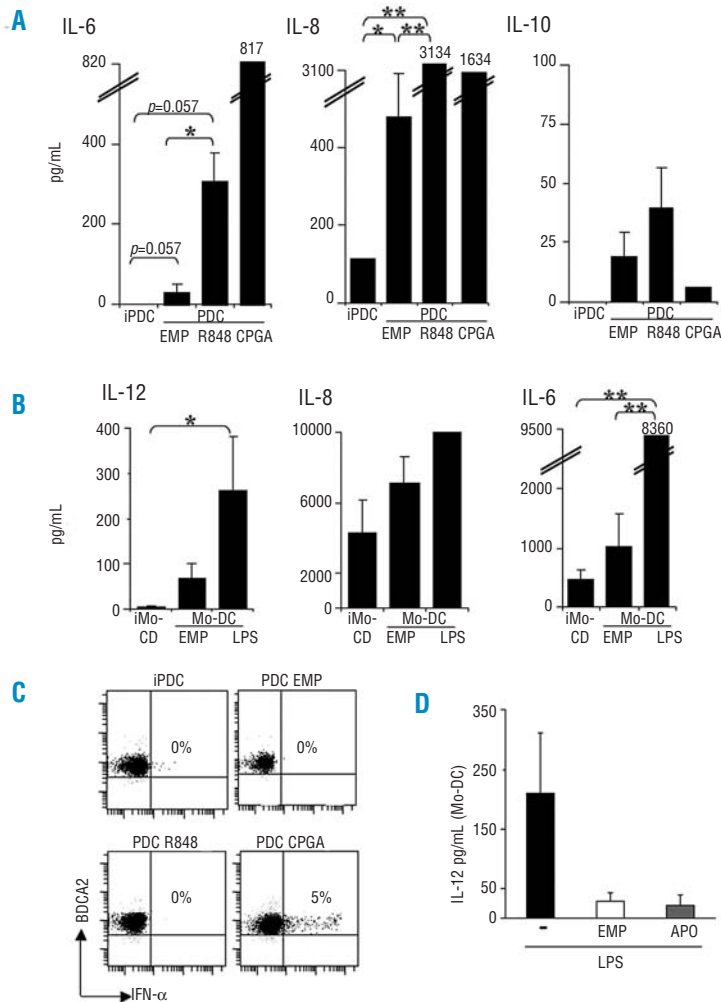 A
IL-6
IL-8
IL-10
pg/mL
820
400
200
0
817
p=0.057
*
p=0.057
iPDC
PDC
EMP R848 CPGA
3100
400
200
0
**
* **
3134
1634
iPDC
PDC
EMP R848 CPGA
100
75
50
25
0
iPDC
PDC
EMP R848 CPGA
B
IL-12
IL-8
IL-6
pg/mL
400
300
200
100
0
*
iMo-
CD
Mo-DC
EMP LPS
10000
6000
2000
iMo-
CD
Mo-DC
EMP LPS
9500
2000
1000
0
**
**
8360
iMo-
CD
Mo-DC
EMP LPS
C
iPDC
0%
PDC EMP
0%
PDC R848
0%
PDC CPGA
5%
BDCA2
IFN-α
D
IL-12 pg/mL (Mo-DC)
350
250
150
50
0
- EMP APO
LPS